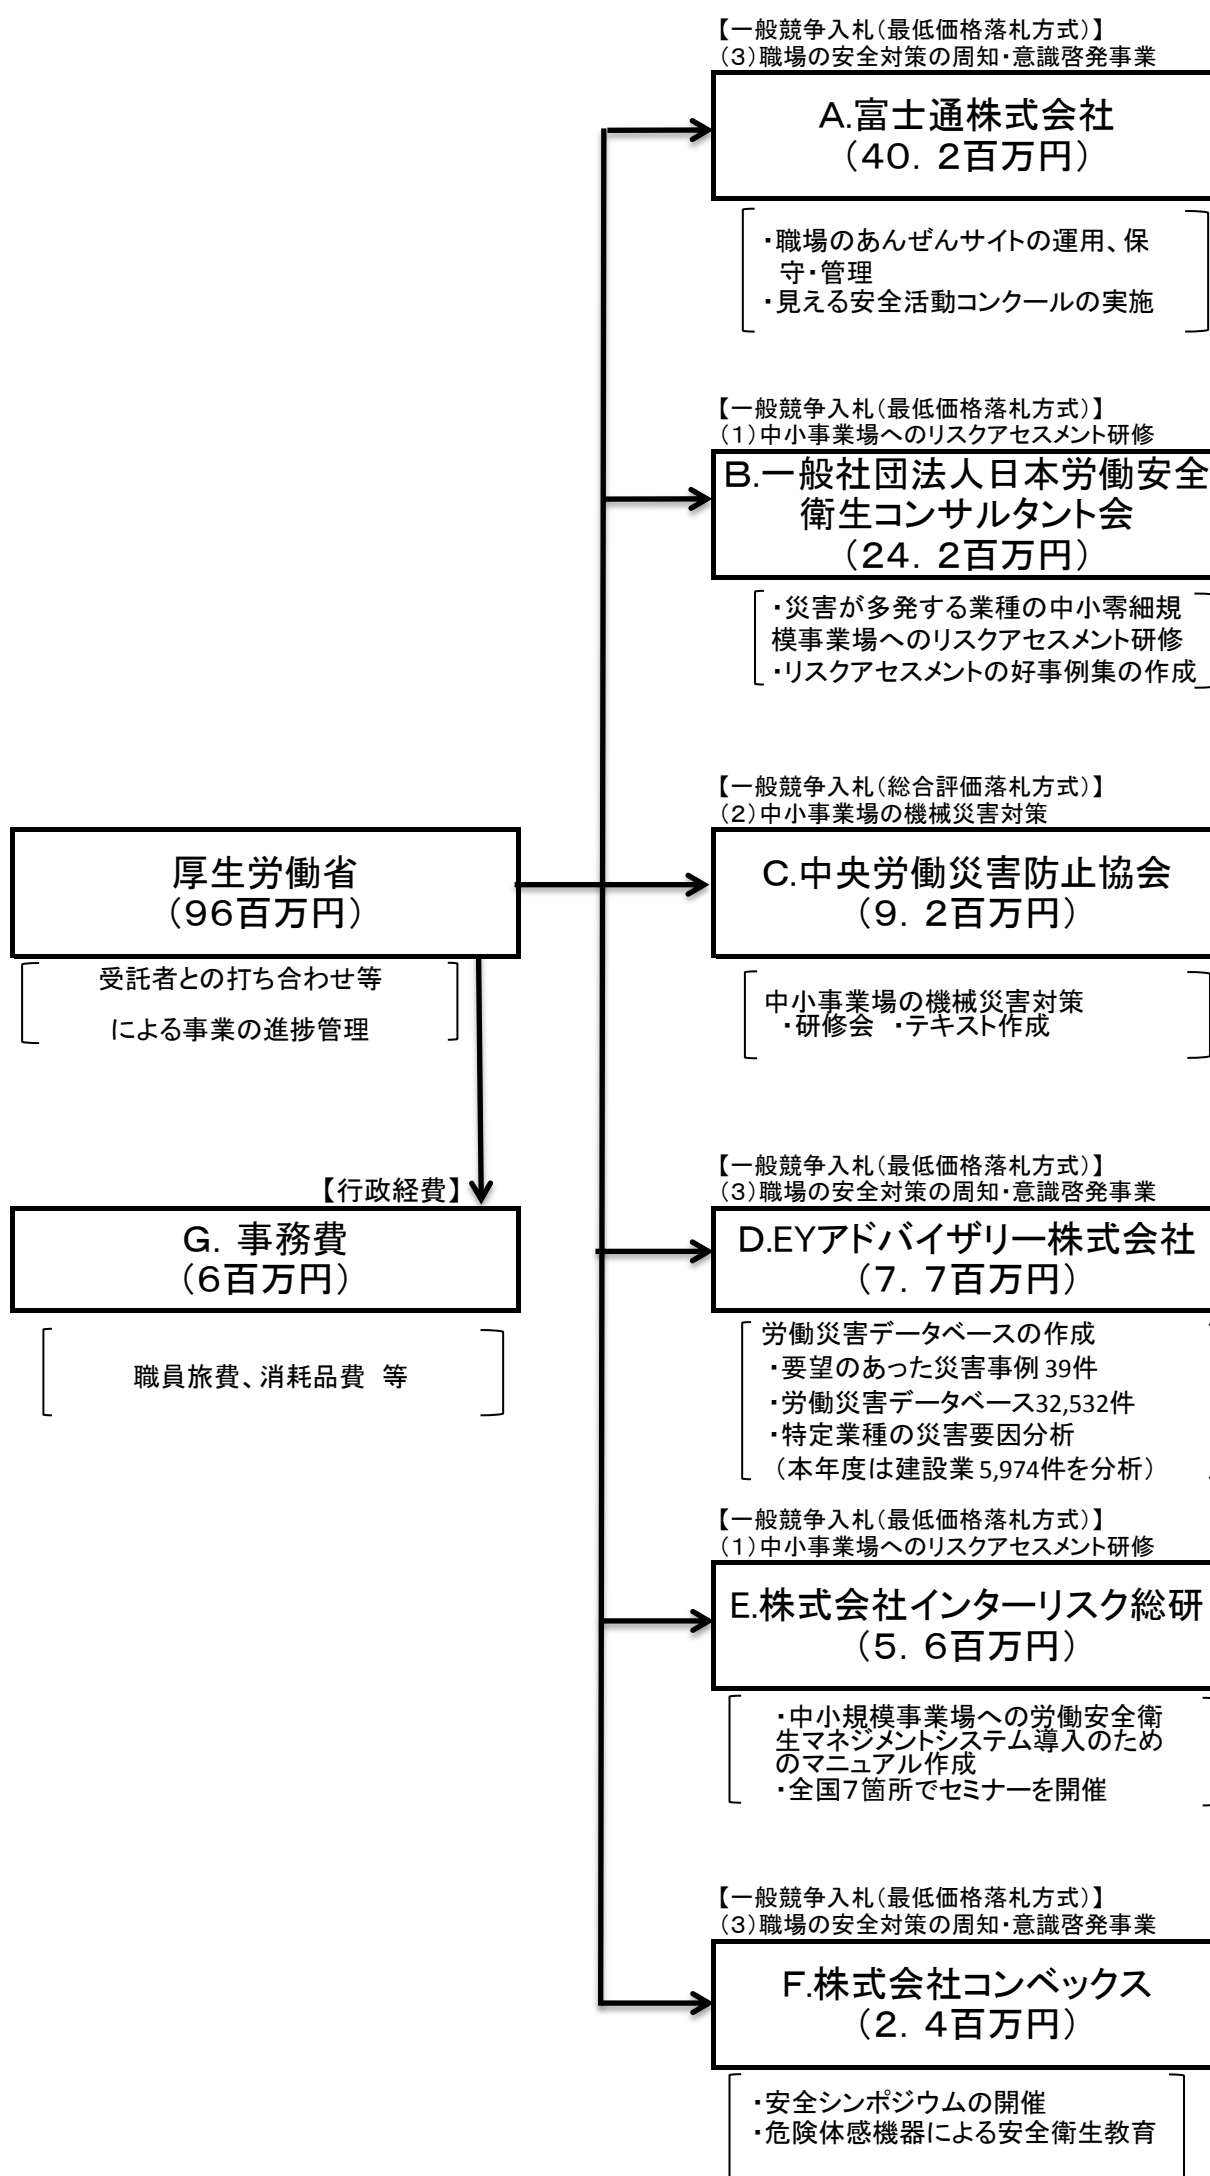 【一般競争入札(最低価格落札方式)】
(3)職場の安全対策の周知・意識啓発事業
A.富士通株式会社
(40.2百万円)
・職場のあんぜんサイトの運用、保
守・管理
・見える安全活動コンクールの実施
【一般競争入札(最低価格落札方式)】
(1)中小事業場へのリスクアセスメント研修
B.一般社団法人日本労働安全
衛生コンサルタント会
(24.2百万円)
・災害が多発する業種の中小零細規
模事業場へのリスクアセスメント研修
・リスクアセスメントの好事例集の作成
【一般競争入札(総合評価落札方式)】
(2)中小事業場の機械災害対策
C.中央労働災害防止協会
(9.2百万円)
中小事業場の機械災害対策
・研修会 ・テキスト作成
厚生労働省
(96百万円)
受託者との打ち合わせ等
による事業の進捗管理
【行政経費】
G. 事務費
(6百万円)
職員旅費、消耗品費 等
【一般競争入札(最低価格落札方式)】
(3)職場の安全対策の周知・意識啓発事業
D.EYアドバイザリー株式会社
(7.7百万円)
労働災害データベースの作成
・要望のあった災害事例 39件
・労働災害データベース32,532件
・特定業種の災害要因分析
(本年度は建設業 5,974件を分析)
【一般競争入札(最低価格落札方式)】
(1)中小事業場へのリスクアセスメント研修
E.株式会社インターリスク総研
(5.6百万円)
・中小規模事業場への労働安全衛
生マネジメントシステム導入のため
のマニュアル作成
・全国7箇所でセミナーを開催
【一般競争入札(最低価格落札方式)】
(3)職場の安全対策の周知・意識啓発事業
F.株式会社コンベックス
(2.4百万円)
・安全シンポジウムの開催
・危険体感機器による安全衛生教育